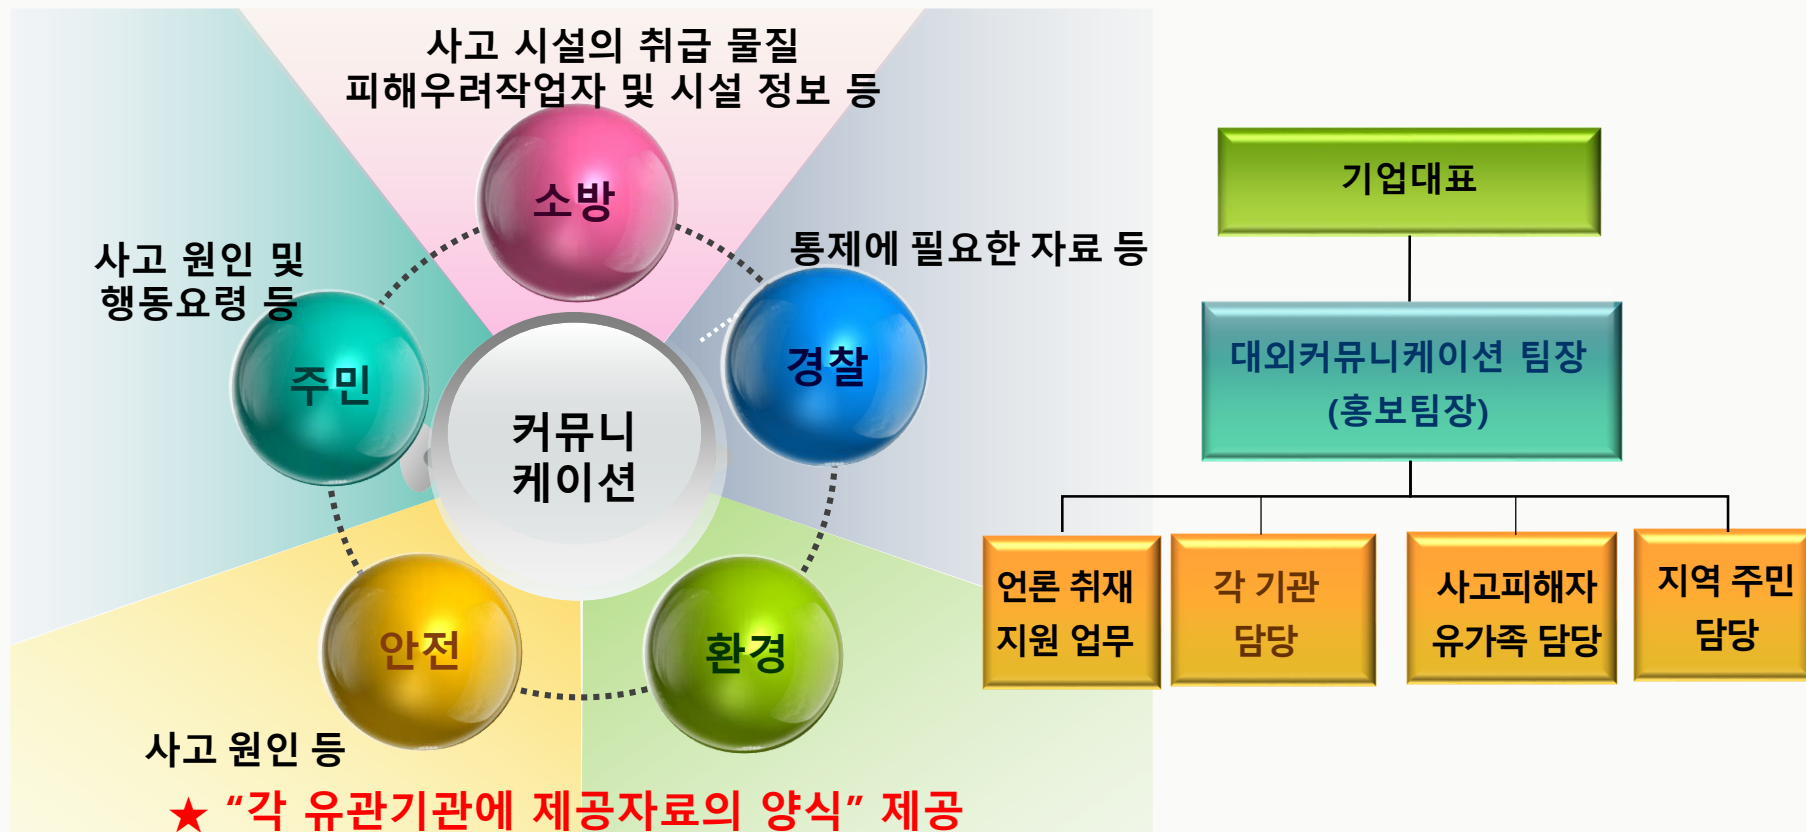 사고 시설의 취급 물질
피해우려작업자 및 시설 정보 등
소방
사고 원인 및
행동요령 등
주민
통제에 필요한 자료 등
경찰
커뮤니
케이션
안전
환경
사고 원인 등
★ “각 유관기관에 제공자료의 양식” 제공
기업대표
대외커뮤니케이션 팀장
(홍보팀장)
언론 취재
지원 업무
각 기관
담당
사고피해자
유가족 담당
지역 주민
담당